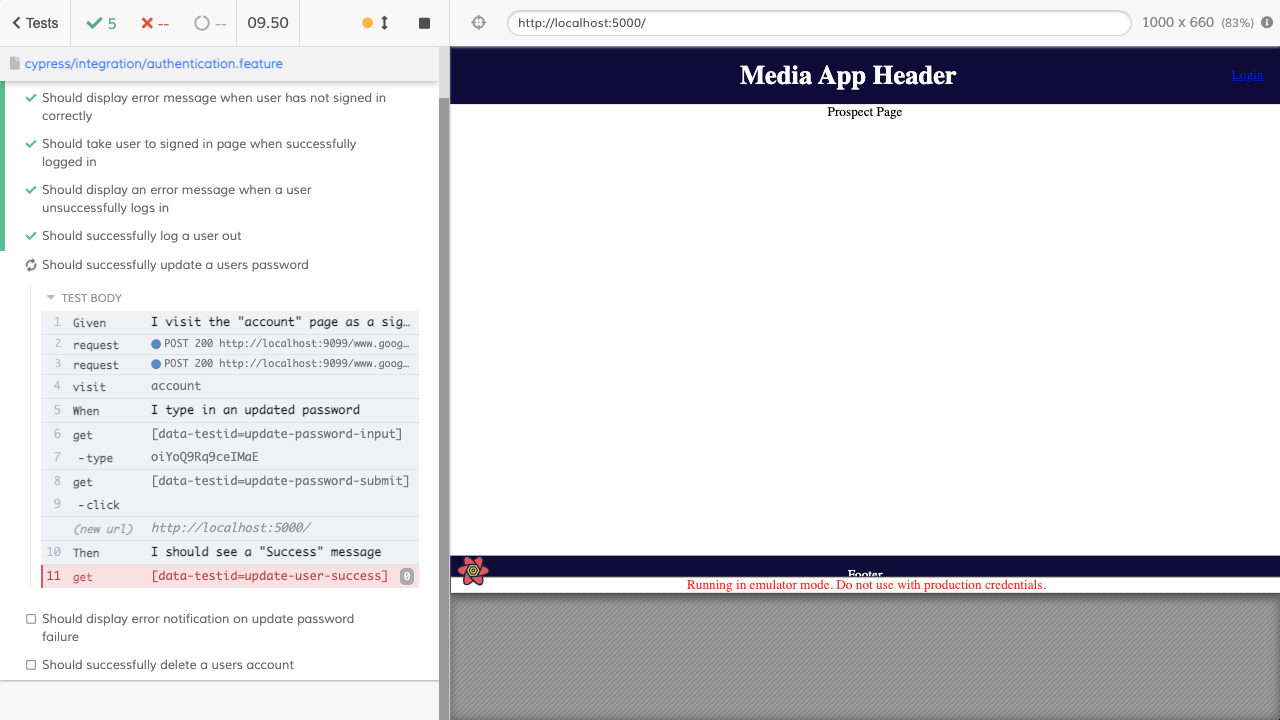 Tests
5
--
--
09.50
http://localhost:5000/
1000 x 660 (83%)
cypress/integration/authentication.feature
Should display error message when user has not signed in
correctly
Should take user to signed in page when successfully
logged in
Should display an error message when a user
unsuccessfully logs in
Should successfully log a user out
Should successfully update a users password
TEST BODY
1 Given I visit the "account" page as a sig…
2 request POST 200 http://localhost:9099/www.goog…
3 request POST 200 http://localhost:9099/www.goog…
4 visit account
5 When I type in an updated password
6 get [data-testid=update-password-input]
7 -type oiYoQ9Rq9ceIMaE
8 get [data-testid=update-password-submit]
9 -click
(new url) http://localhost:5000/
10 Then I should see a "Success" message
11 get [data-testid=update-user-success] 0
Should display error notification on update password
failure
Should successfully delete a users account
Media App Header
Login
Prospect Page
Footer
Running in emulator mode. Do not use with production credentials.